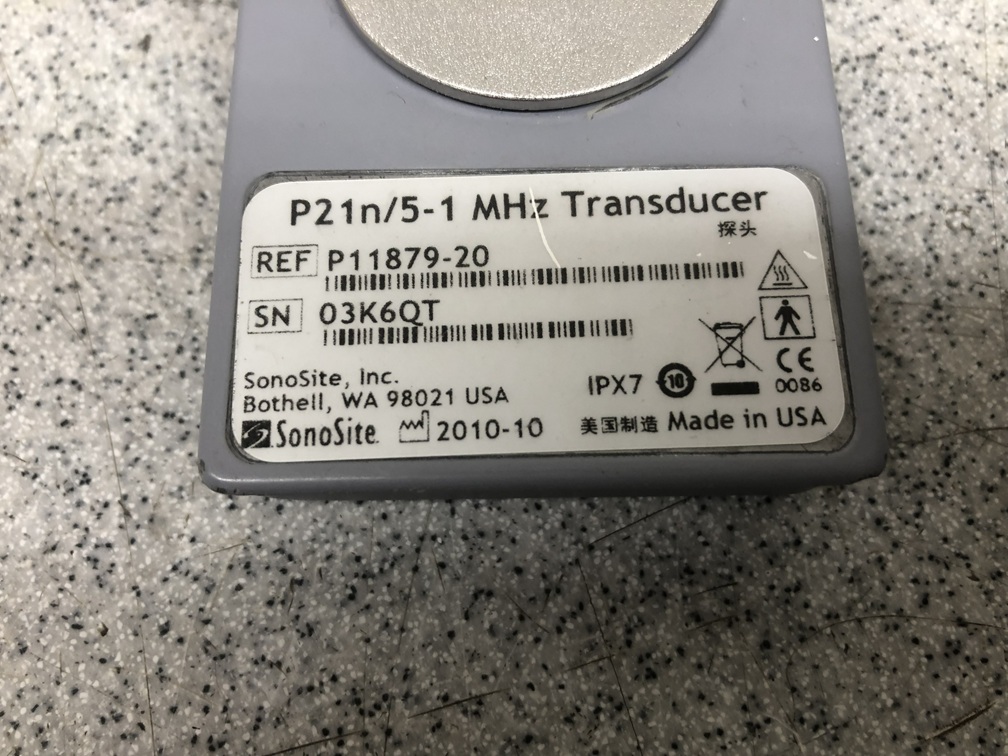 P21n/5-1 MHz Transducer
探头
REF P11879-20
SN 03K6QT
SonoSite, Inc.
Bothell, WA 98021 USA
IPX7 10
CE
0086
SonoSite 2010-10 美国制造 Made in USA